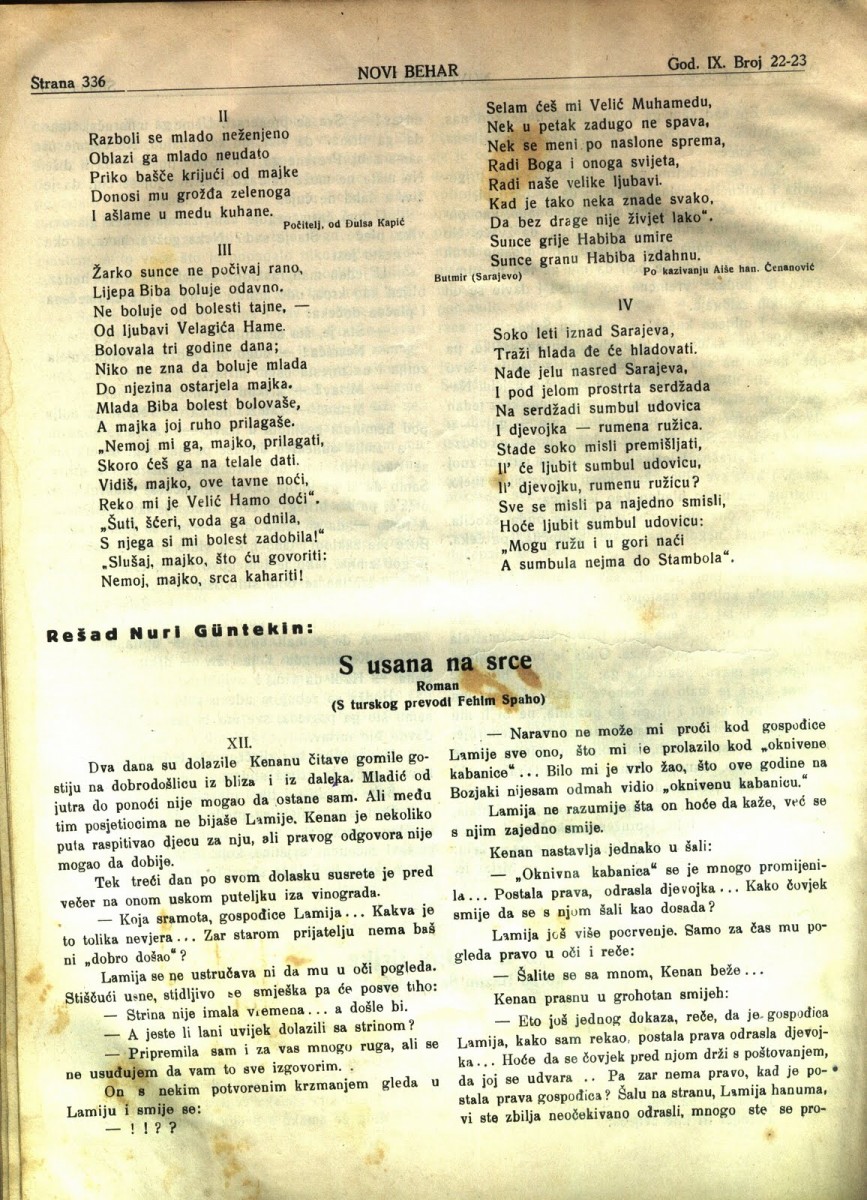 Strana 336
NOVI BEHAR
God. IX. Broj 22-23
II
Razboli se mlado neženjeno
Oblazi ga mlado neudato
Priko bašče krijući od majke
Donosi mu grožđa zelenoga
I ašlame u medu kuhane.
Počitelj, od Đulsa Kapić
III
Žarko sunce ne počivaj rano,
Lijepa Biba boluje odavno.
Ne boluje od bolesti tajne, —
Od ljubavi Velagića Hame.
Bolovala tri godine dana;
Niko ne zna da boluje mlada
Do njezina ostarjela majka.
Mlada Biba bolest bolovaše,
A majka joj ruho prilagaše.
„Nemoj mi ga, majko, prilagati,
Skoro ćeš ga na telale dati.
Vidiš, majko, ove tavne noći,
Reko mi je Velić Hamo doći“.
„Šuti, šćeri, voda ga odnila,
S njega si mi bolest zadobila!“
„Slušaj, majko, što ću govoriti:
Nemoj, majko, srca kahariti!
Selam ćeš mi Velić Muhamedu,
Nek u petak zadugo ne spava,
Nek se meni po naslone sprema,
Radi Boga i onoga svijeta,
Radi naše velike ljubavi.
Kad je tako neka znade svako,
Da bez drage nije živjet lako“.
Sunce grije Habiba umire
Sunce granu Habiba izdahnu.
Butmir (Sarajevo)
Po kazivanju Aiše han. Čenanović
IV
Soko leti iznad Sarajeva,
Traži hlada đe će hladovati.
Nađe jelu nasred Sarajeva,
I pod jelom prostrta serdžada
Na serdžadi sumbul udovica
I djevojka — rumena ružica.
Stade soko misli premišljati,
Il' će ljubit sumbul udovicu,
Il' djevojku, rumenu ružicu?
Sve se misli pa najedno smisli,
Hoće ljubit sumbul udovicu:
„Mogu ružu i u gori naći
A sumbula nejma do Stambola“.
Rešad Nuri Güntekin:
S usana na srce
Roman
(S turskog prevodi Fehim Spaho)
XII.
Dva dana su dolazile Kenanu čitave gomile go-
stiju na dobrodošlicu iz bliza i iz daleka. Mladić od
jutra do ponoći nije mogao da ostane sam. Ali među
tim posjetiocima ne bijaše Lamije. Kenan je nekoliko
puta raspitivao djecu za nju, ali pravog odgovora nije
mogao da dobije.
Tek treći dan po svom dolasku susrete je pred
večer na onom uskom puteljku iza vinograda.
— Koja sramota, gospođice Lamija... Kakva je
to tolika nevjera... Zar starom prijatelju nema baš
ni „dobro došao“?
Lamija se ne ustručava ni da mu u oči pogleda.
Stiščući usne, stidljivo se smješka pa će posve tiho:
— Strina nije imala vremena... a došle bi.
— A jeste li lani uvijek dolazili sa strinom?
— Pripremila sam i za vas mnogo ruga, ali se
ne usuđujem da vam to sve izgovorim.
On s nekim potvorenim krzmanjem gleda u
Lamiju i smije se:
— ! ! ? ?
— Naravno ne može mi proći kod gospođice
Lamije sve ono, što mi je prolazilo kod „oknivene
kabanice“... Bilo mi je vrlo žao, što ove godine na
Bozjaki nijesam odmah vidio „oknivenu kabanicu.“
Lamija ne razumije šta on hoće da kaže, već se
s njim zajedno smije.
Kenan nastavlja jednako u šali:
— „Oknivna kabanica“ se je mnogo promijeni-
la... Postala prava, odrasla djevojka... Kako čovjek
smije da se s njom šali kao dosada?
Lamija još više pocrvenje. Samo za čas mu po-
gleda pravo u oči i reče:
— Šalite se sa mnom, Kenan beže...
Kenan prasnu u grohotan smijeh:
— Eto još jednog dokaza, reče, da je gospođica
Lamija, kako sam rekao, postala prava odrasla djevoj-
ka... Hoće da se čovjek pred njom drži s poštovanjem,
da joj se udvara .. Pa zar nema pravo, kad je po-
stala prava gospođica? Šalu na stranu, Lamija hanuma,
vi ste zbilja neočekivano odrasli, mnogo ste se pro-